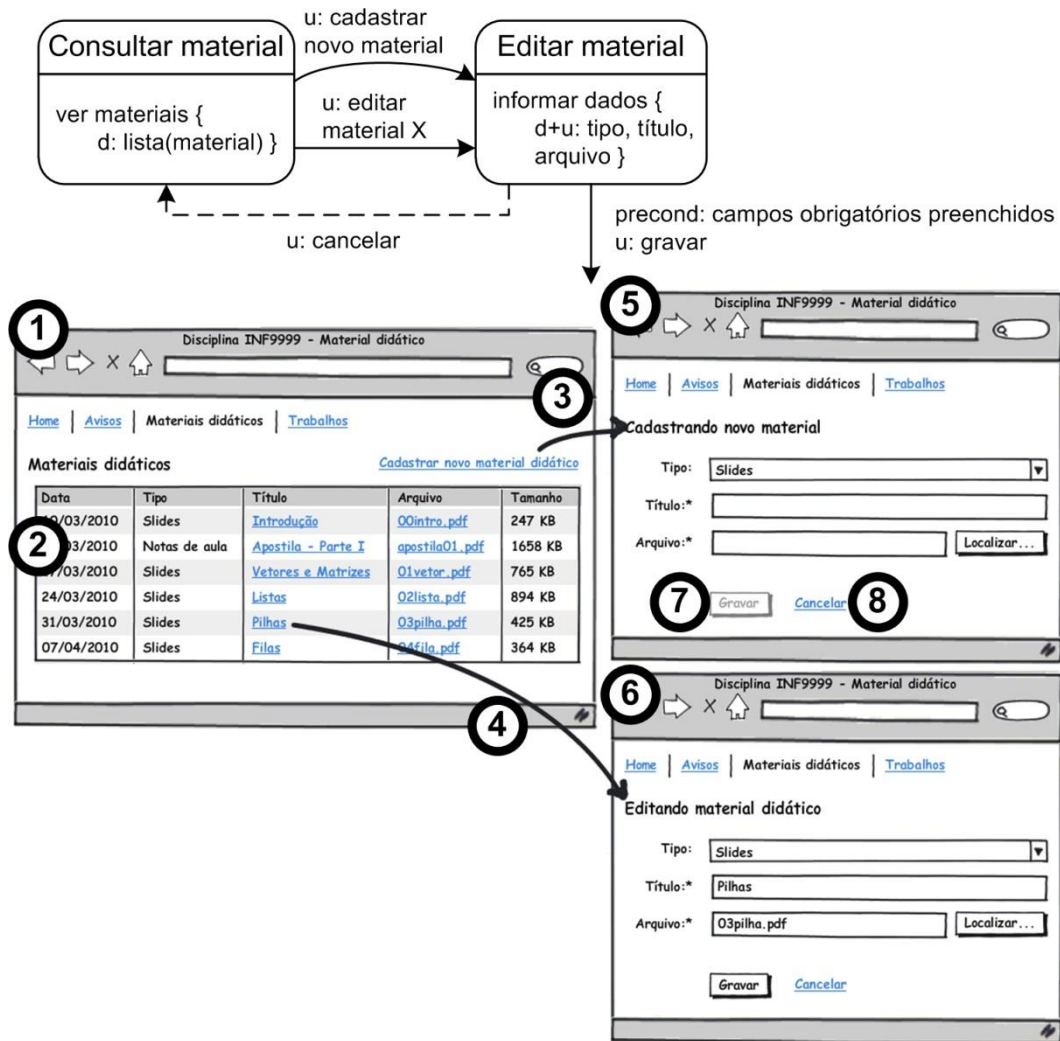 u: cadastrar
novo material
Consultar material
Editar material
ver materiais {
d: lista(material) }
u: editar
material X
informar dados {
d+u: tipo, título,
arquivo }
u: cancelar
precond: campos obrigatórios preenchidos
u: gravar
1
Disciplina INF9999 - Material didático
X
3
Home | Avisos | Materiais didáticos | Trabalhos
Materiais didáticos
Cadastrar novo material didático
Data Tipo Título Arquivo Tamanho
/03/2010 Slides Introdução 00intro.pdf 247 KB
2
/03/2010 Notas de aula Apostila - Parte I apostila01.pdf 1658 KB
/03/2010 Slides Vetores e Matrizes 01vetor.pdf 765 KB
24/03/2010 Slides Listas 02lista.pdf 894 KB
31/03/2010 Slides Pilhas 03pilha.pdf 425 KB
07/04/2010 Slides Filas 04fila.pdf 364 KB
4
5
Disciplina INF9999 - Material didático
X
Home | Avisos | Materiais didáticos | Trabalhos
Cadastrando novo material
Tipo: Slides
Título:*
Arquivo:* Localizar...
7 Gravar Cancelar 8
6
Disciplina INF9999 - Material didático
X
Home | Avisos | Materiais didáticos | Trabalhos
Editando material didático
Tipo: Slides
Título:* Pilhas
Arquivo:* 03pilha.pdf Localizar...
Gravar Cancelar